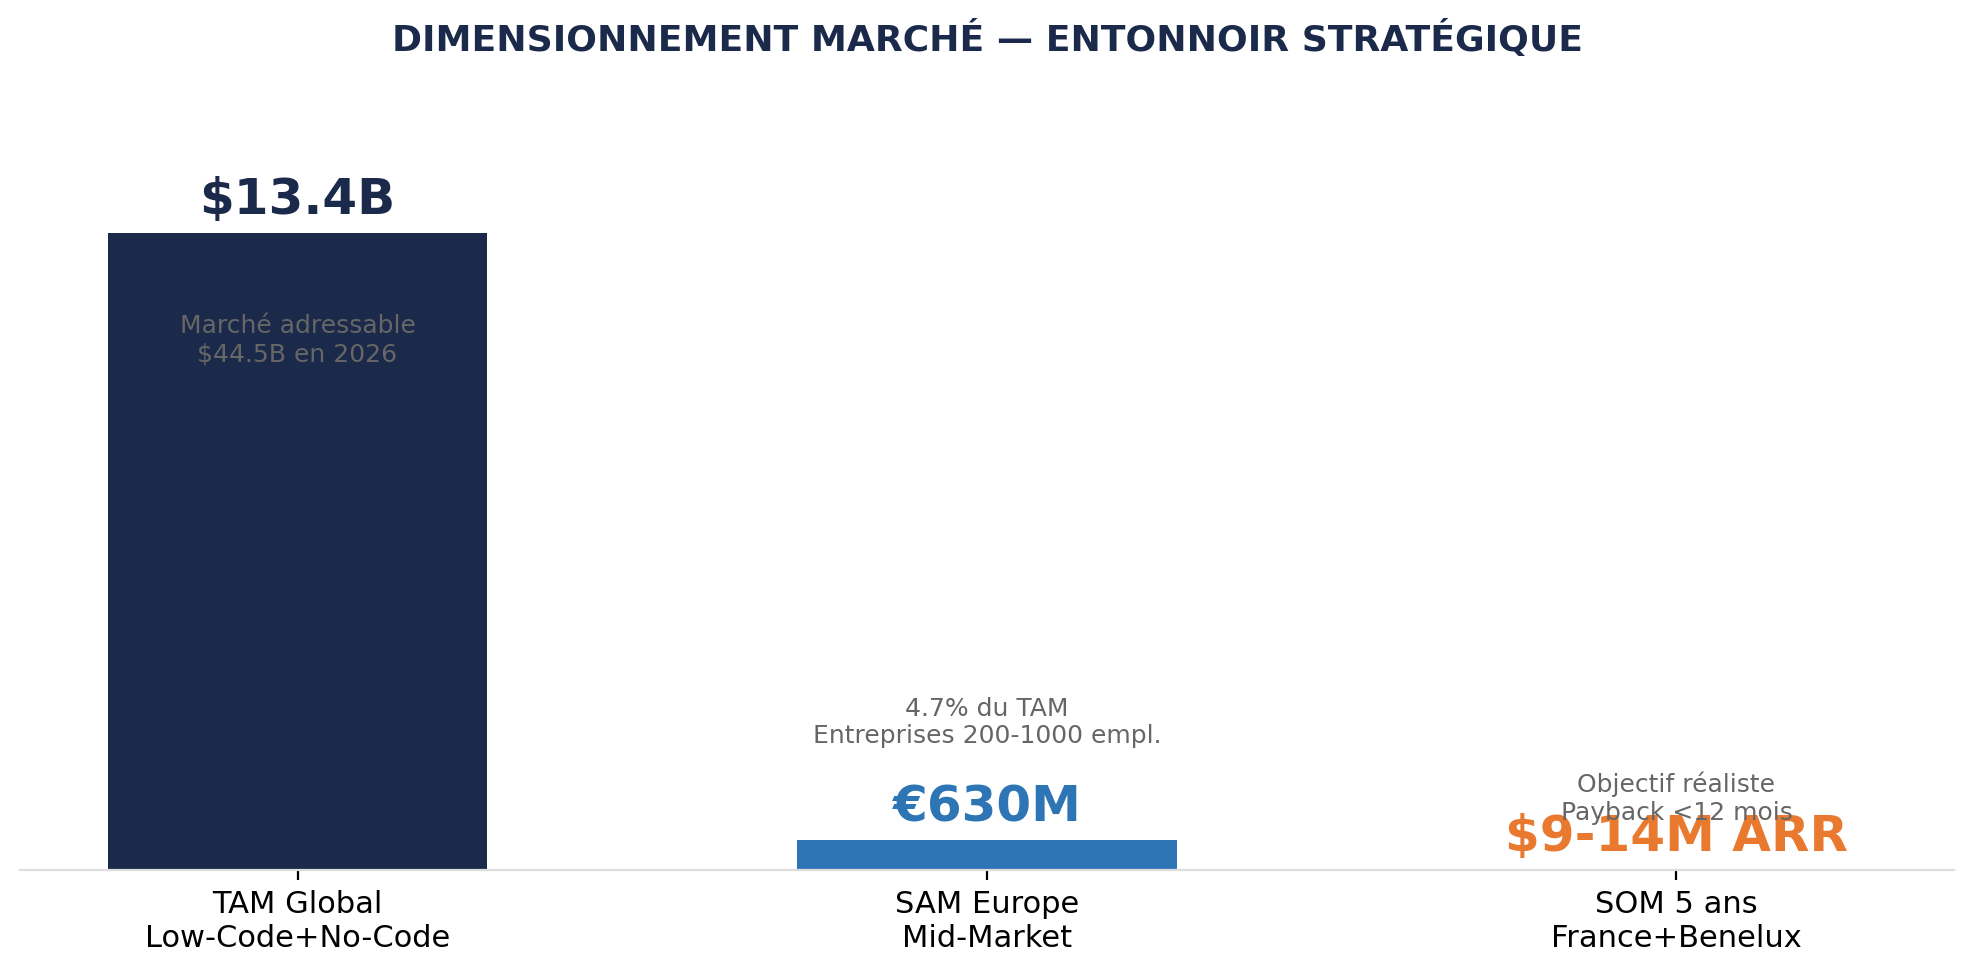 DIMENSIONNEMENT MARCHÉ — ENTONNOIR STRATÉGIQUE
$13.4B
Marché adressable
$44.5B en 2026
4.7% du TAM
Entreprises 200-1000 empl.
€630M
Objectif réaliste
Payback <12 mois
$9-14M ARR
TAM Global
Low-Code+No-Code
SAM Europe
Mid-Market
SOM 5 ans
France+Benelux